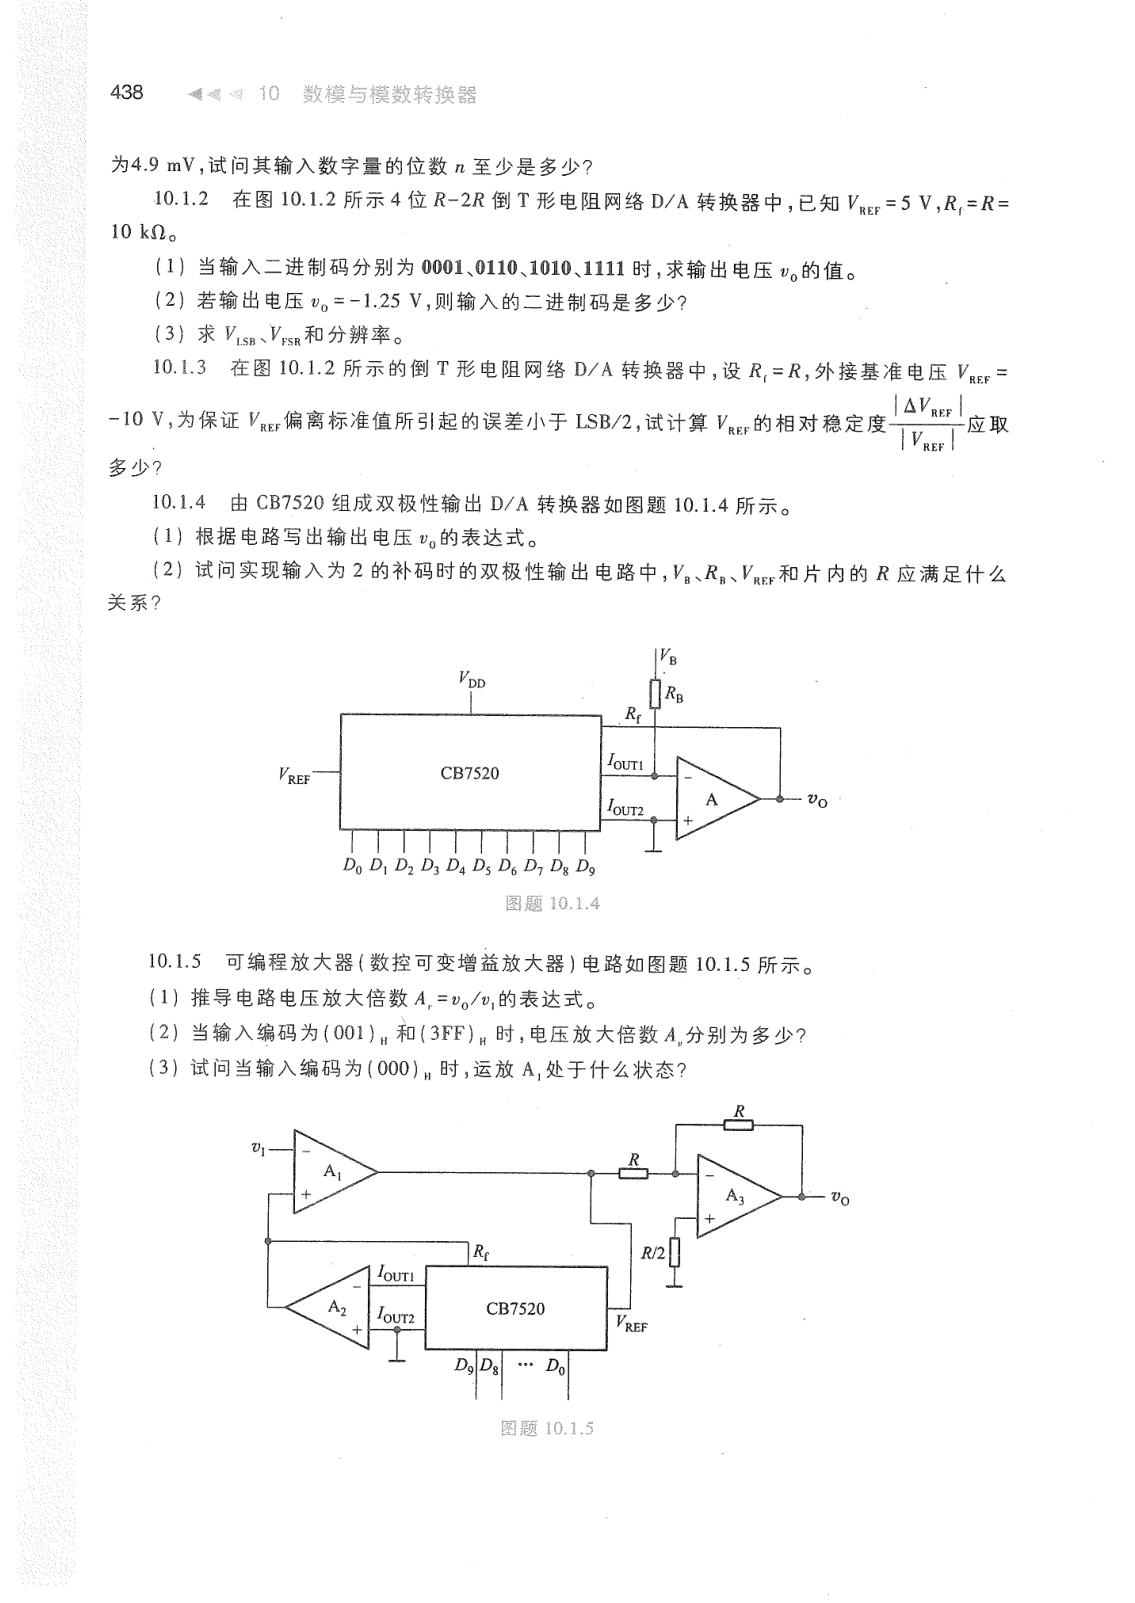 438 10 数模与模数转换器
为4.9 mV,试问其输入数字量的位数 n 至少是多少?
10.1.2 在图 10.1.2 所示 4 位 R-2R 倒 T 形电阻网络 D/A 转换器中,已知 V_REF = 5 V, R_f = R =
10 kΩ。
(1) 当输入二进制码分别为 0001、0110、1010、1111 时,求输出电压 v_o 的值。
(2) 若输出电压 v_o = -1.25 V,则输入的二进制码是多少?
(3) 求 V_LSB、V_FSR 和分辨率。
10.1.3 在图 10.1.2 所示的倒 T 形电阻网络 D/A 转换器中,设 R_f = R,外接基准电压 V_REF =
-10 V,为保证 V_REF 偏离标准值所引起的误差小于 LSB/2,试计算 V_REF 的相对稳定度 |ΔV_REF| / |V_REF| 应取
多少?
10.1.4 由 CB7520 组成双极性输出 D/A 转换器如图题 10.1.4 所示。
(1) 根据电路写出输出电压 v_o 的表达式。
(2) 试问实现输入为 2 的补码时的双极性输出电路中,V_B、R_B、V_REF 和片内的 R 应满足什么
关系?
V_B
V_DD
R_B
R_f
V_REF
CB7520
I_OUT1
A
v_O
I_OUT2
- +
D_0 D_1 D_2 D_3 D_4 D_5 D_6 D_7 D_8 D_9
图题 10.1.4
10.1.5 可编程放大器(数控可变增益放大器)电路如图题 10.1.5 所示。
(1) 推导电路电压放大倍数 A_v = v_o/v_I 的表达式。
(2) 当输入编码为(001)_H 和(3FF)_H 时,电压放大倍数 A_v 分别为多少?
(3) 试问当输入编码为(000)_H 时,运放 A_1 处于什么状态?
R
v_I
- A_1 +
R
- A_3 +
v_O
R/2
R_f
I_OUT1
- A_2 +
I_OUT2
CB7520
V_REF
D_9 D_8 ··· D_0
图题 10.1.5